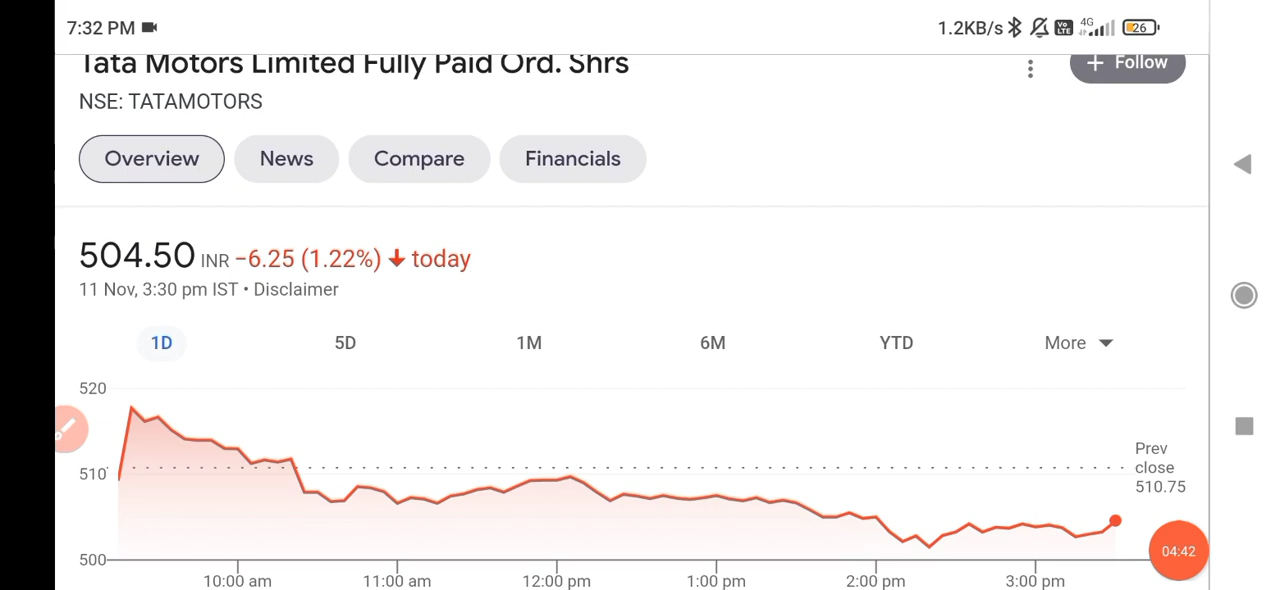 7:32 PM
1.2KB/s Vo LTE 4G 26
Tata Motors Limited Fully Paid Ord. Shrs
+ Follow
NSE: TATAMOTORS
Overview News Compare Financials
504.50 INR −6.25 (1.22%) today
11 Nov, 3:30 pm IST • Disclaimer
1D 5D 1M 6M YTD More
520
510
500
Prev
close
510.75
04:42
10:00 am 11:00 am 12:00 pm 1:00 pm 2:00 pm 3:00 pm